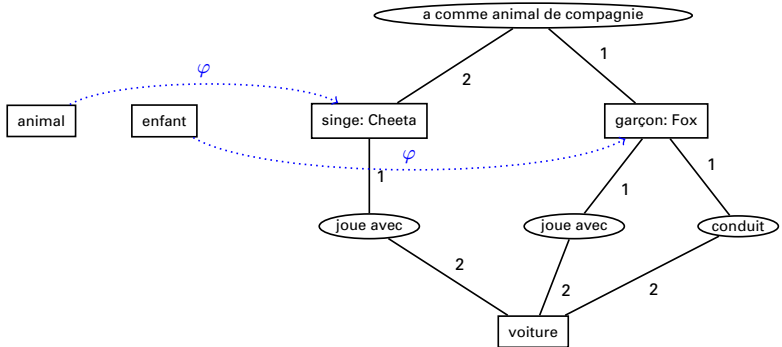 a comme animal de compagnie
1
2
φ
animal
enfant
singe: Cheeta
garçon: Fox
φ
1
1
1
joue avec
joue avec
conduit
2
2
2
voiture